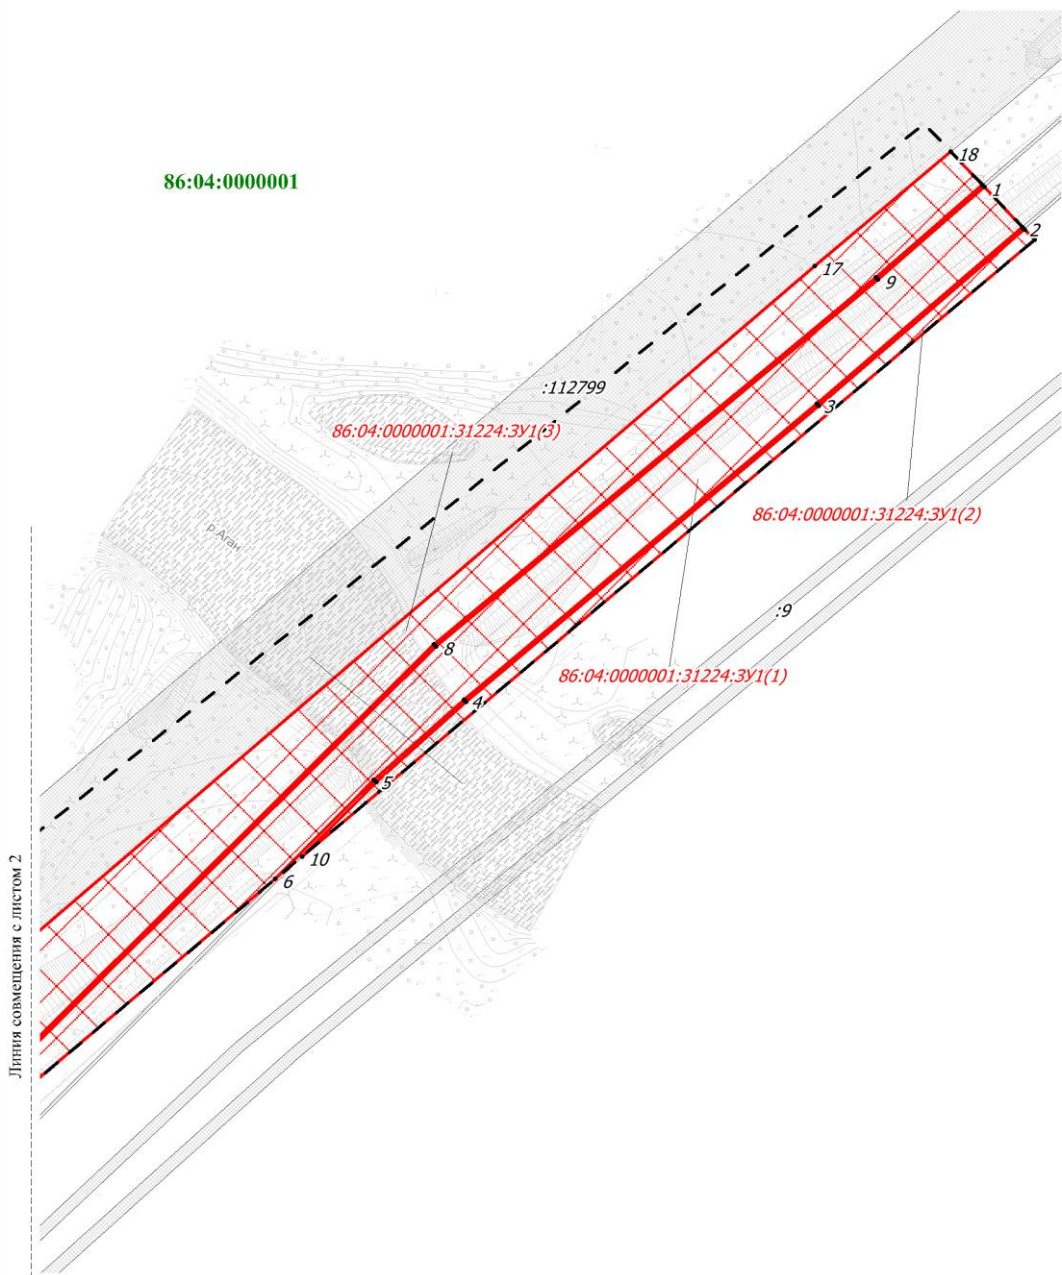 86:04:0000001
18
1
2
17
9
:112799
3
86:04:0000001:31224:ЗУ1(3)
86:04:0000001:31224:ЗУ1(2)
р.Аган
:9
8
86:04:0000001:31224:ЗУ1(1)
4
5
10
6
Линия совмещения с листом 2